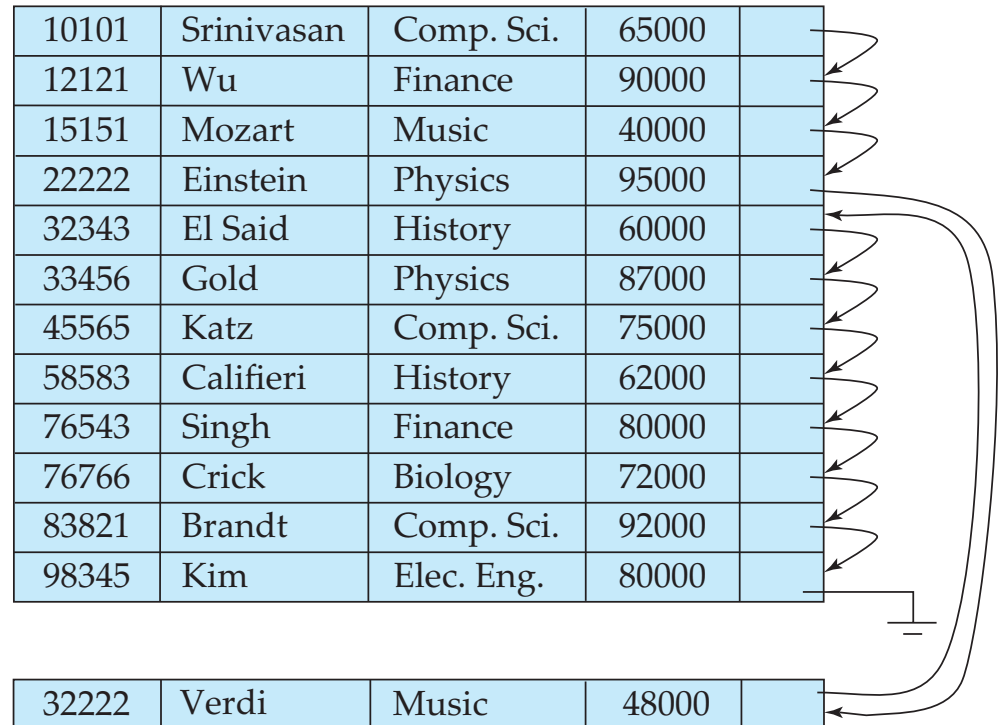 10101 Srinivasan Comp. Sci. 65000
12121 Wu Finance 90000
15151 Mozart Music 40000
22222 Einstein Physics 95000
32343 El Said History 60000
33456 Gold Physics 87000
45565 Katz Comp. Sci. 75000
58583 Califieri History 62000
76543 Singh Finance 80000
76766 Crick Biology 72000
83821 Brandt Comp. Sci. 92000
98345 Kim Elec. Eng. 80000
32222 Verdi Music 48000